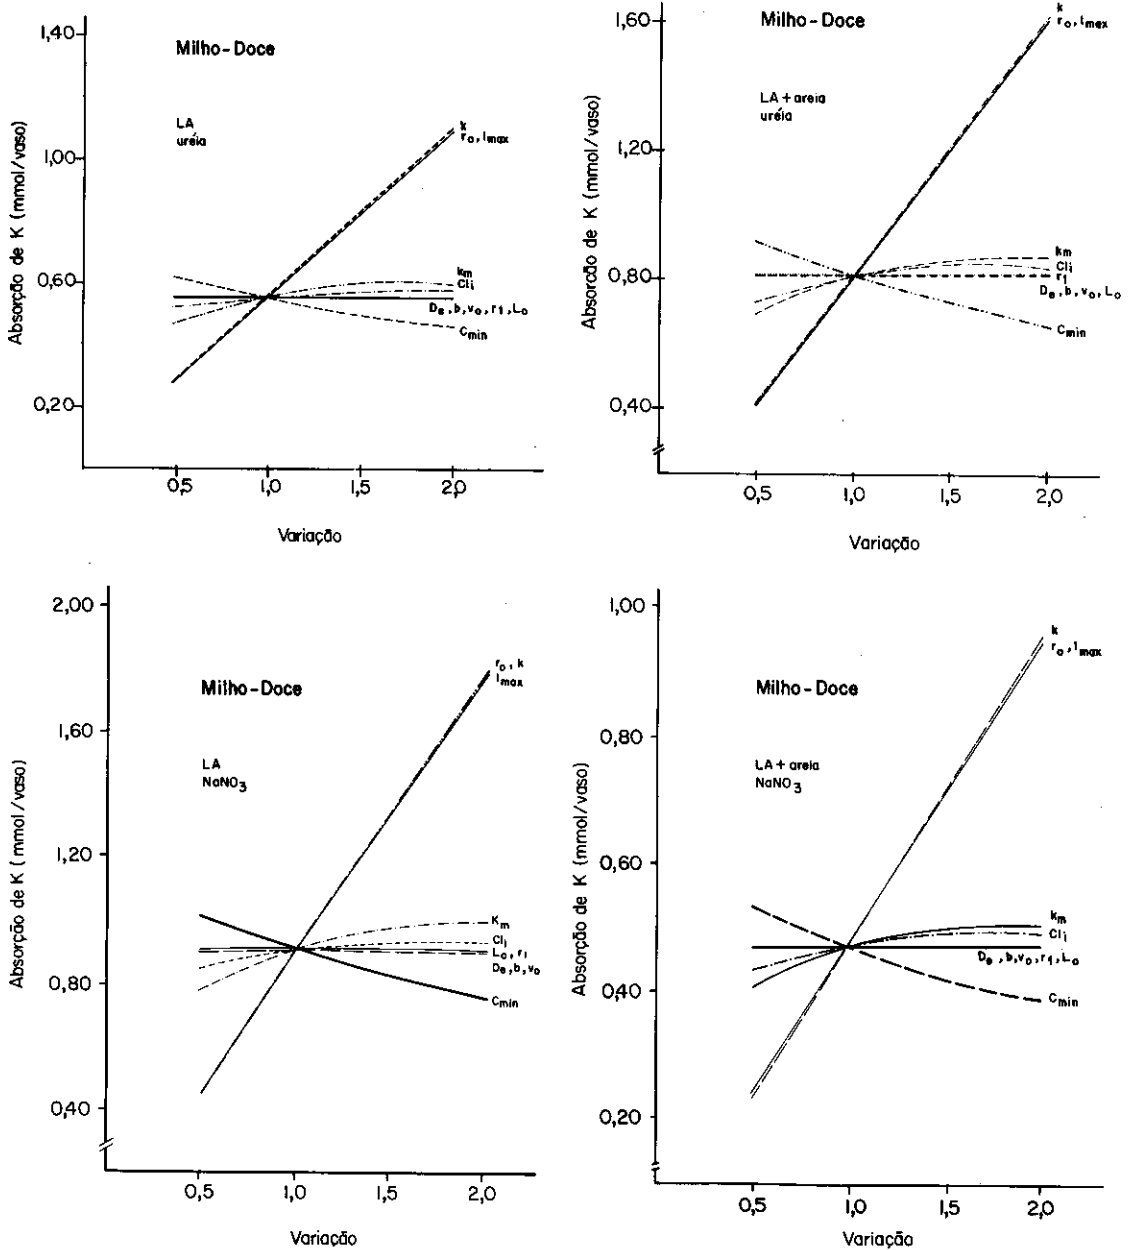 1,40
1,00
0,60
0,20
Absorção de K (mmol/vaso)
Milho-Doce
LA
uréia
k
r₀, I max
km
Cli
Dₑ, b, v₀, r₁, L₀
Cmin
0,5 1,0 1,5 2,0
Variação
1,60
1,20
0,80
0,40
Absorção de K (mmol/vaso)
Milho-Doce
LA + areia
uréia
k
r₀, Imax
km
Cli
r₁
Dₑ, b, v₀, L₀
Cmin
0,5 1,0 1,5 2,0
Variação
2,00
1,60
1,20
0,80
0,40
Absorção de K (mmol/vaso)
Milho-Doce
LA
NaNO₃
r₀, k
Imax
Km
Cli
L₀, r₁
Dₑ, b, v₀
Cmin
0,5 1,0 1,5 2,0
Variação
1,00
0,80
0,60
0,40
0,20
Absorção de K (mmol/vaso)
Milho-Doce
LA + areia
NaNO₃
k
r₀, Imax
km
Cli
Dₑ, b, v₀, r₁, L₀
Cmin
0,5 1,0 1,5 2,0
Variação